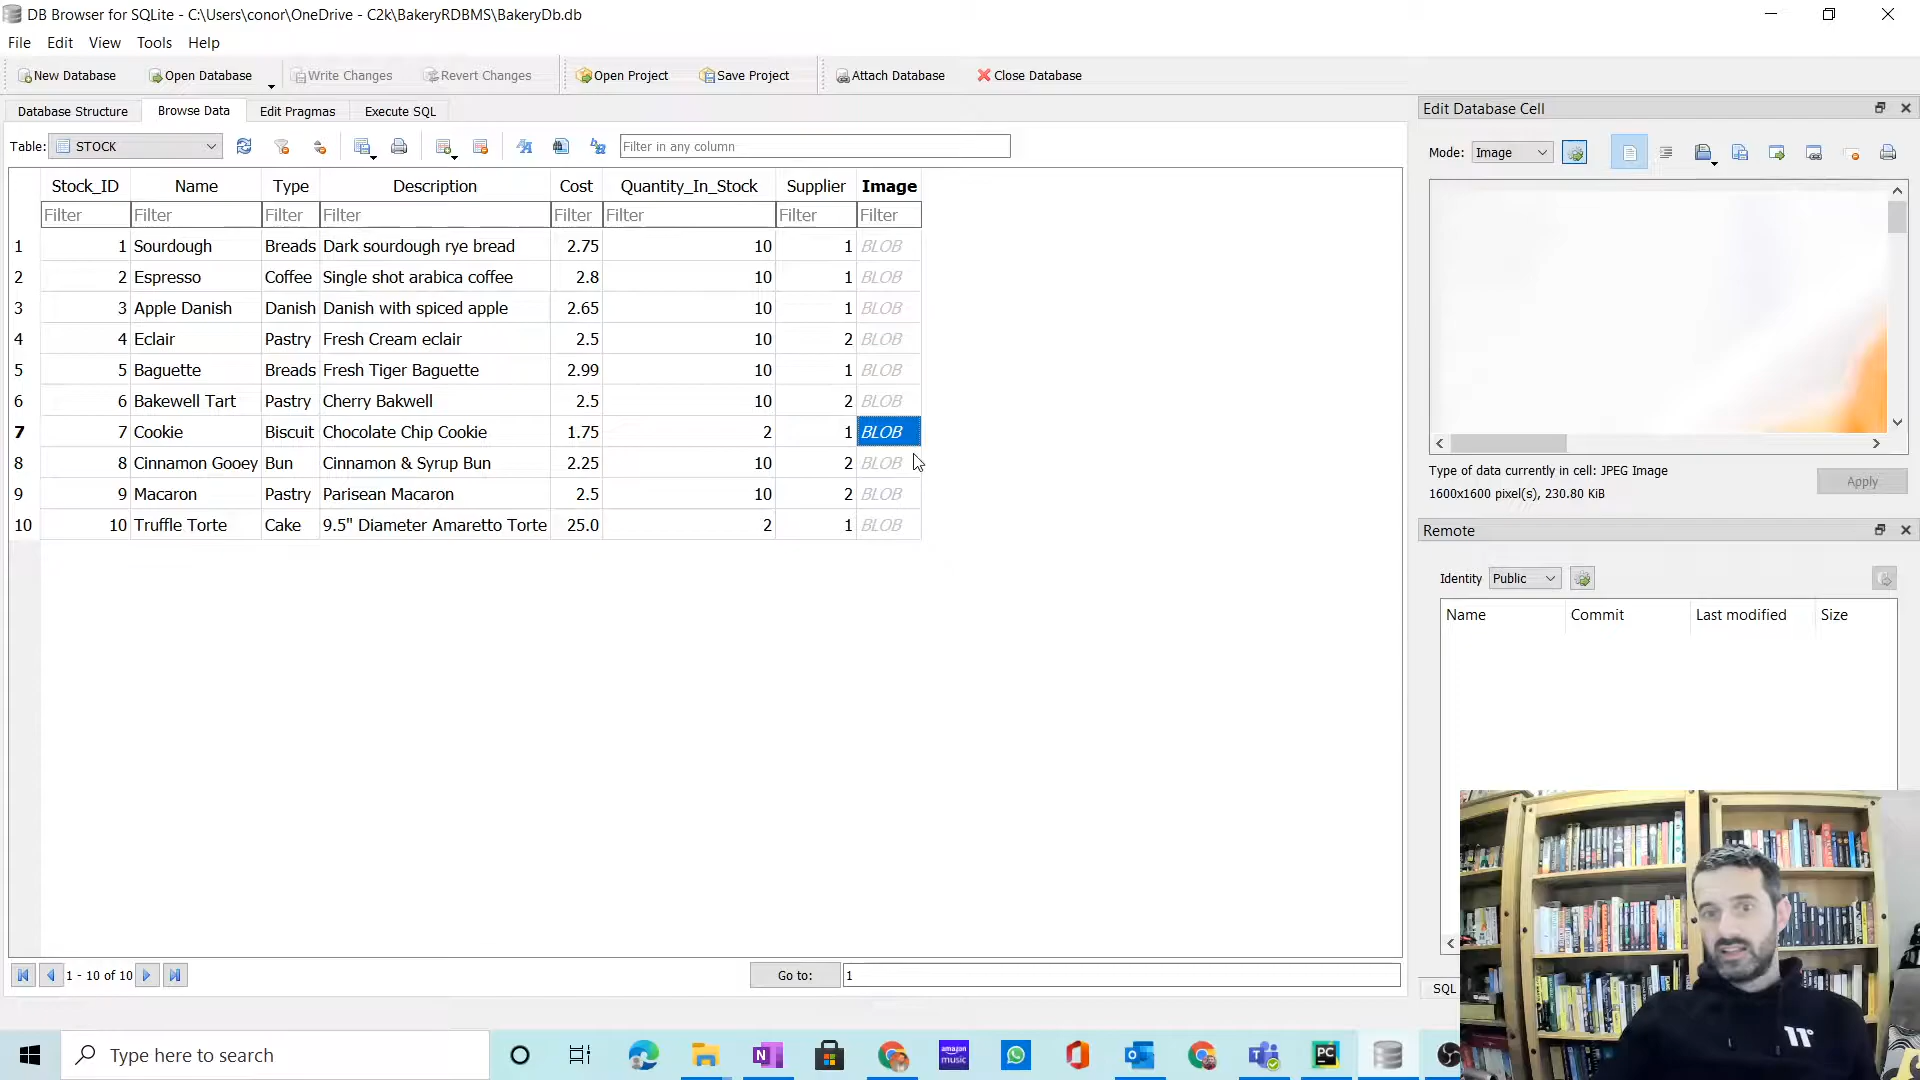 DB Browser for SQLite - C:\Users\conor\OneDrive - C2k\BakeryRDBMS\BakeryDb.db
File Edit View Tools Help
New Database Open Database Write Changes Revert Changes Open Project Save Project Attach Database Close Database
Database Structure Browse Data Edit Pragmas Execute SQL
Table: STOCK Filter in any column
Stock_ID Name Type Description Cost Quantity_In_Stock Supplier Image
Filter Filter Filter Filter Filter Filter Filter Filter
1 1 Sourdough Breads Dark sourdough rye bread 2.75 10 1 BLOB
2 2 Espresso Coffee Single shot arabica coffee 2.8 10 1 BLOB
3 3 Apple Danish Danish Danish with spiced apple 2.65 10 1 BLOB
4 4 Eclair Pastry Fresh Cream eclair 2.5 10 2 BLOB
5 5 Baguette Breads Fresh Tiger Baguette 2.99 10 1 BLOB
6 6 Bakewell Tart Pastry Cherry Bakwell 2.5 10 2 BLOB
7 7 Cookie Biscuit Chocolate Chip Cookie 1.75 2 1 BLOB
8 8 Cinnamon Gooey Bun Cinnamon & Syrup Bun 2.25 10 2 BLOB
9 9 Macaron Pastry Parisean Macaron 2.5 10 2 BLOB
10 10 Truffle Torte Cake 9.5" Diameter Amaretto Torte 25.0 2 1 BLOB
1 - 10 of 10 Go to: 1
Edit Database Cell
Mode: Image
Type of data currently in cell: JPEG Image
1600x1600 pixel(s), 230.80 KiB
Apply
Remote
Identity Public
Name Commit Last modified Size
SQL
11°
Type here to search
amazon music
PC